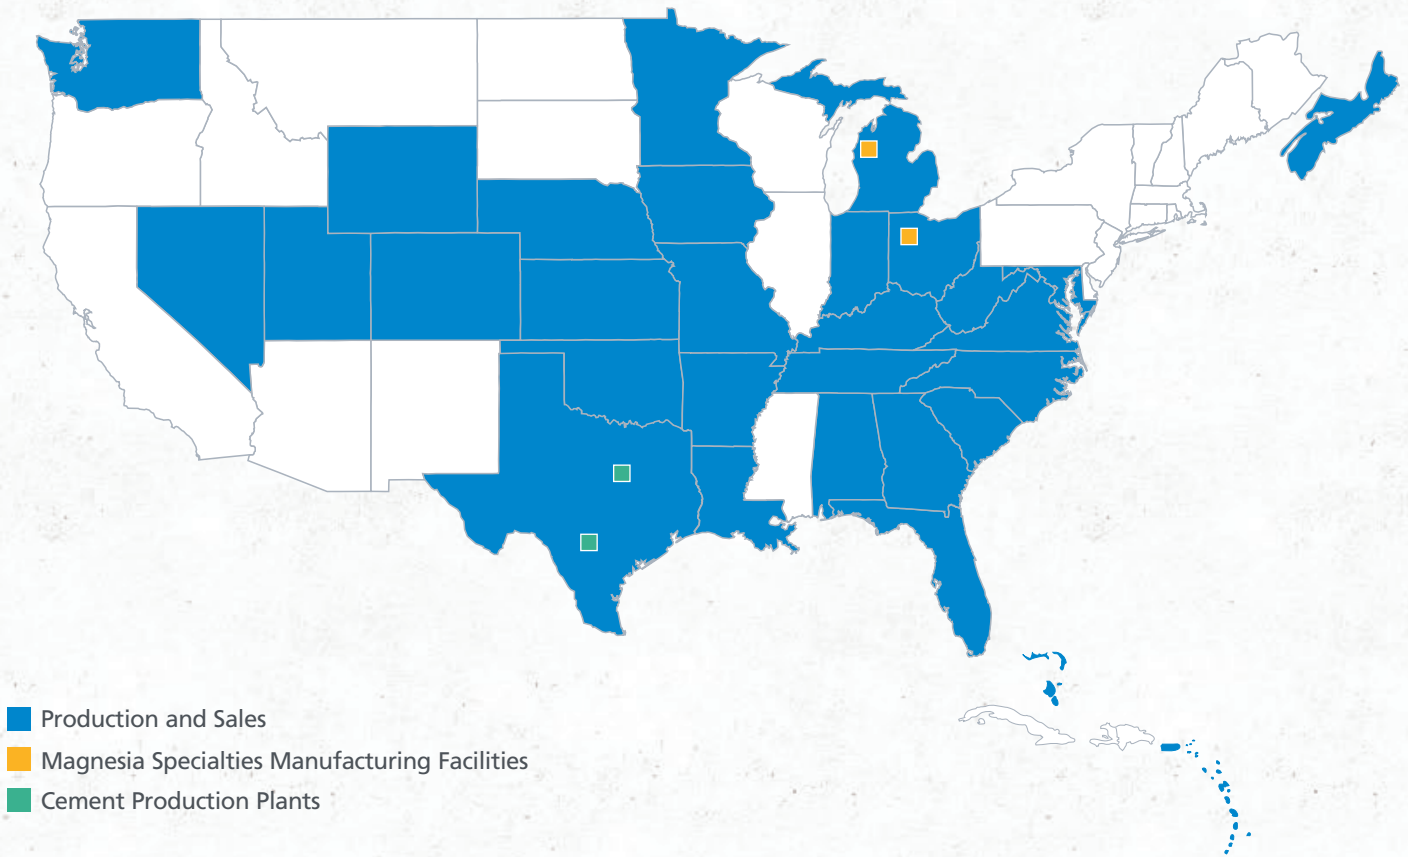 Production and Sales
Magnesia Specialties Manufacturing Facilities
Cement Production Plants